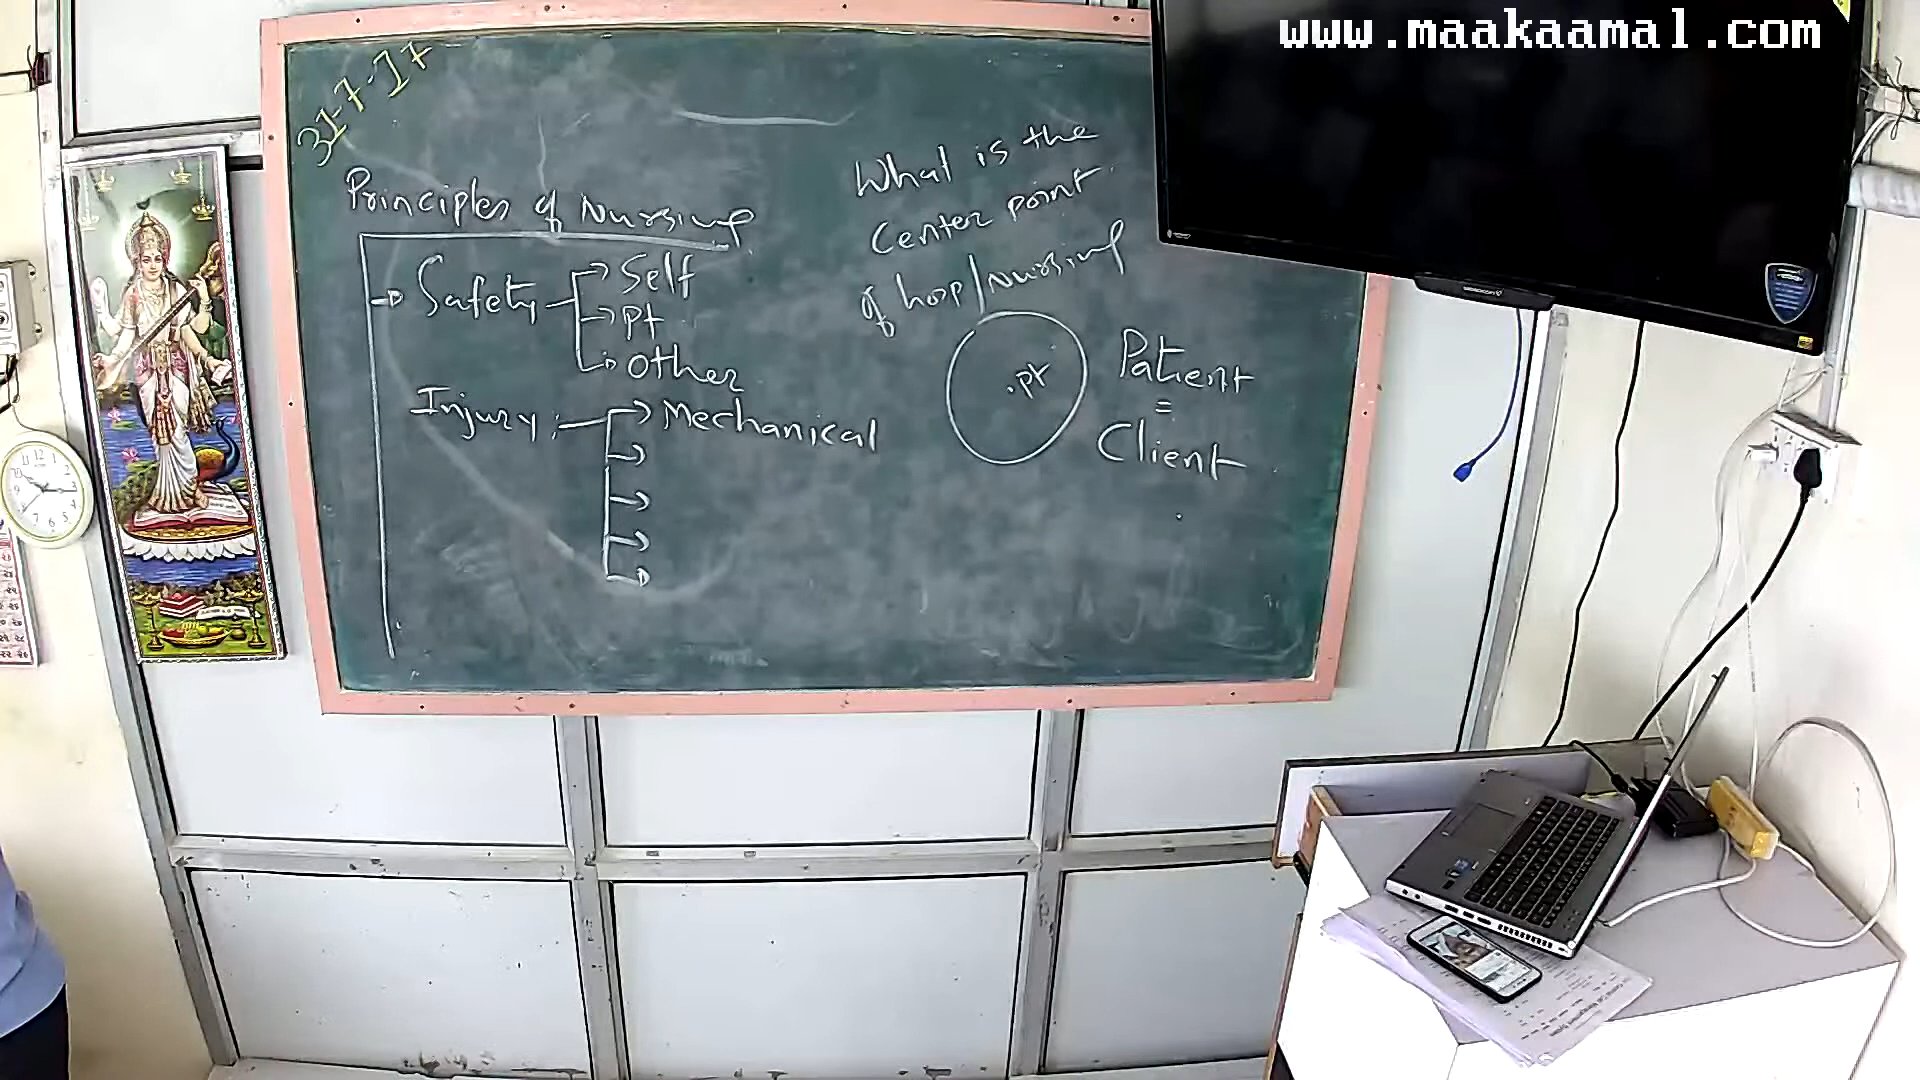 www.maakaamal.com
31-7-17
Principles of Nursing
Safety
Self
pt
other
Injury:
Mechanical
What is the
Center point
of hosp/Nursing
.pt
Patient
=
Client